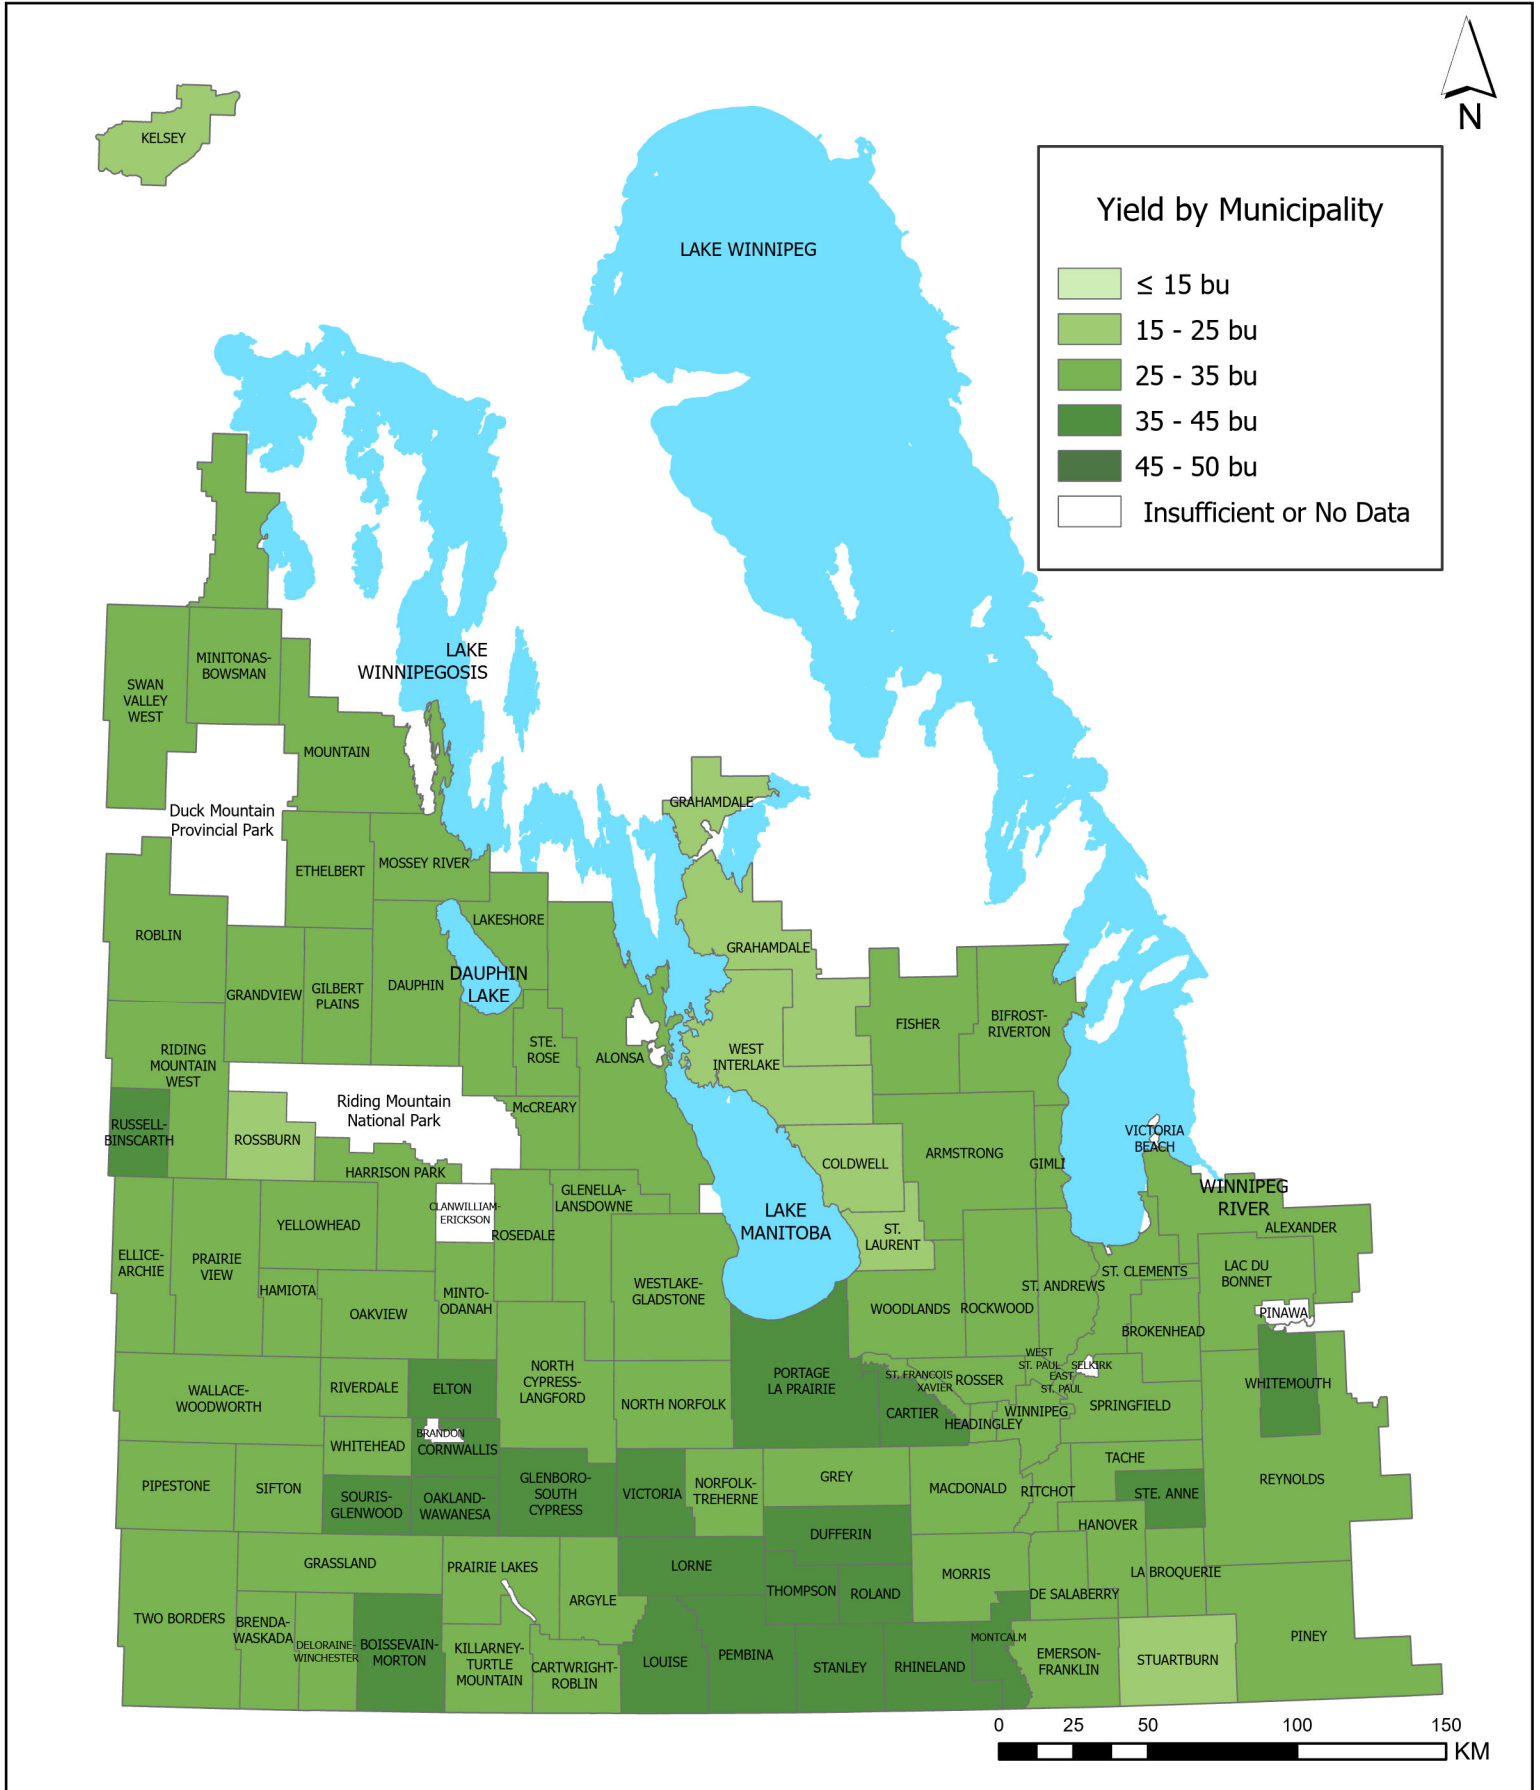 N
KELSEY
LAKE WINNIPEG
Yield by Municipality
≤ 15 bu
15 - 25 bu
25 - 35 bu
35 - 45 bu
45 - 50 bu
Insufficient or No Data
LAKE
WINNIPEGOSIS
MINITONAS-
BOWSMAN
SWAN
VALLEY
WEST
MOUNTAIN
Duck Mountain
Provincial Park
GRAHAMDALE
ETHELBERT
MOSSEY RIVER
LAKESHORE
ROBLIN
GRAHAMDALE
DAUPHIN
LAKE
DAUPHIN
GRANDVIEW
GILBERT
PLAINS
FISHER
BIFROST-
RIVERTON
STE.
ROSE
ALONSA
WEST
INTERLAKE
RIDING
MOUNTAIN
WEST
Riding Mountain
National Park
McCREARY
RUSSELL-
BINSCARTH
ROSSBURN
HARRISON PARK
COLDWELL
ARMSTRONG
GIMLI
VICTORIA
BEACH
CLANWILLIAM-
ERICKSON
GLENELLA-
LANSDOWNE
WINNIPEG
RIVER
ALEXANDER
YELLOWHEAD
ROSEDALE
LAKE
MANITOBA
ST.
LAURENT
ELLICE-
ARCHIE
PRAIRIE
VIEW
HAMIOTA
OAKVIEW
MINTO-
ODANAH
WESTLAKE-
GLADSTONE
WOODLANDS
ROCKWOOD
ST. ANDREWS
ST. CLEMENTS
LAC DU
BONNET
PINAWA
BROKENHEAD
WALLACE-
WOODWORTH
RIVERDALE
ELTON
NORTH
CYPRESS-
LANGFORD
NORTH NORFOLK
PORTAGE
LA PRAIRIE
ST. FRANCOIS
XAVIER
ROSSER
WEST
ST. PAUL
SELKIRK
EAST
ST. PAUL
WHITEMOUTH
CARTIER
HEADINGLEY
WINNIPEG
SPRINGFIELD
WHITEHEAD
BRANDON
CORNWALLIS
PIPESTONE
SIFTON
SOURIS-
GLENWOOD
OAKLAND-
WAWANESA
GLENBORO-
SOUTH
CYPRESS
VICTORIA
NORFOLK-
TREHERNE
GREY
MACDONALD
RITCHOT
TACHE
STE. ANNE
REYNOLDS
DUFFERIN
HANOVER
GRASSLAND
PRAIRIE LAKES
LORNE
MORRIS
LA BROQUERIE
ARGYLE
THOMPSON
ROLAND
DE SALABERRY
TWO BORDERS
BRENDA-
WASKADA
DELORAINE-
WINCHESTER
BOISSEVAIN-
MORTON
KILLARNEY-
TURTLE
MOUNTAIN
CARTWRIGHT-
ROBLIN
LOUISE
PEMBINA
STANLEY
RHINELAND
MONTCALM
EMERSON-
FRANKLIN
STUARTBURN
PINEY
0 25 50 100 150
KM